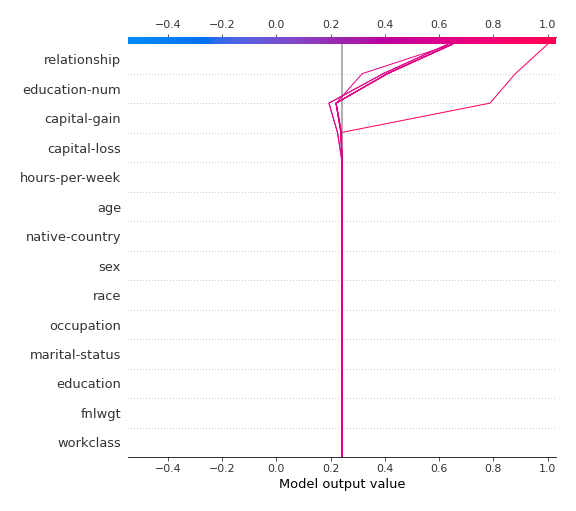 −0.4 −0.2 0.0 0.2 0.4 0.6 0.8 1.0
relationship
education-num
capital-gain
capital-loss
hours-per-week
age
native-country
sex
race
occupation
marital-status
education
fnlwgt
workclass
−0.4 −0.2 0.0 0.2 0.4 0.6 0.8 1.0
Model output value